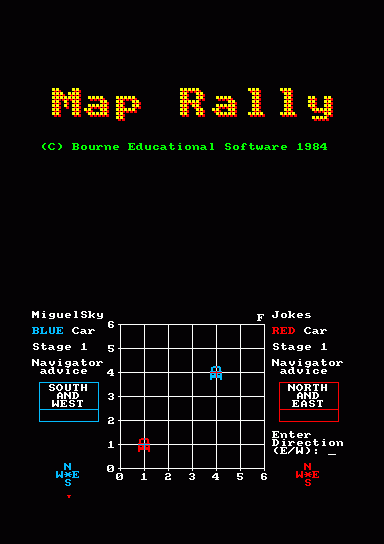 Map Rally
(C) Bourne Educational Software 1984
MiguelSky
BLUE Car
Stage 1
Navigator
advice
SOUTH
AND
WEST
N
W*E
S
6
5
4
3
2
1
0
0 1 2 3 4 5 6
F
Jokes
RED Car
Stage 1
Navigator
advice
NORTH
AND
EAST
Enter
Direction
(E/W): _
N
W*E
S